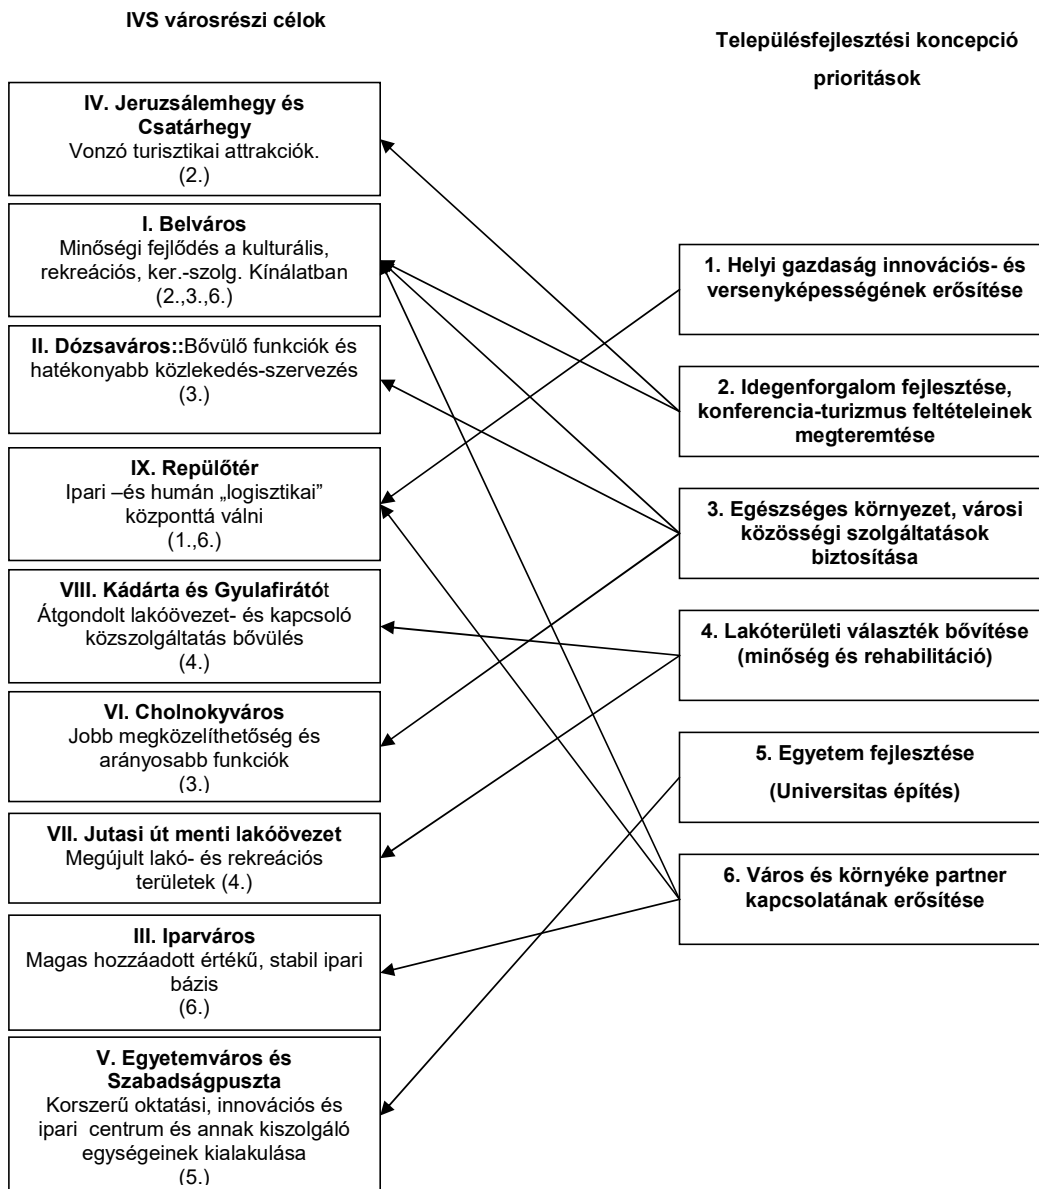 IVS városrészi célok
IV. Jeruzsálemhegy és
Csatárhegy
Vonzó turisztikai attrakciók.
(2.)
I. Belváros
Minőségi fejlődés a kulturális,
rekreációs, ker.-szolg. Kínálatban
(2.,3.,6.)
II. Dózsaváros::Bővülő funkciók és
hatékonyabb közlekedés-szervezés
(3.)
IX. Repülőtér
Ipari –és humán „logisztikai”
központtá válni
(1.,6.)
VIII. Kádárta és Gyulafirátót
Átgondolt lakóövezet- és kapcsoló
közszolgáltatás bővülés
(4.)
VI. Cholnokyváros
Jobb megközelíthetőség és
arányosabb funkciók
(3.)
VII. Jutasi út menti lakóövezet
Megújult lakó- és rekreációs
területek (4.)
III. Iparváros
Magas hozzáadott értékű, stabil ipari
bázis
(6.)
V. Egyetemváros és
Szabadságpuszta
Korszerű oktatási, innovációs és
ipari centrum és annak kiszolgáló
egységeinek kialakulása
(5.)
Településfejlesztési koncepció
prioritások
1. Helyi gazdaság innovációs- és
versenyképességének erősítése
2. Idegenforgalom fejlesztése,
konferencia-turizmus feltételeinek
megteremtése
3. Egészséges környezet, városi
közösségi szolgáltatások
biztosítása
4. Lakóterületi választék bővítése
(minőség és rehabilitáció)
5. Egyetem fejlesztése
(Universitas építés)
6. Város és környéke partner
kapcsolatának erősítése